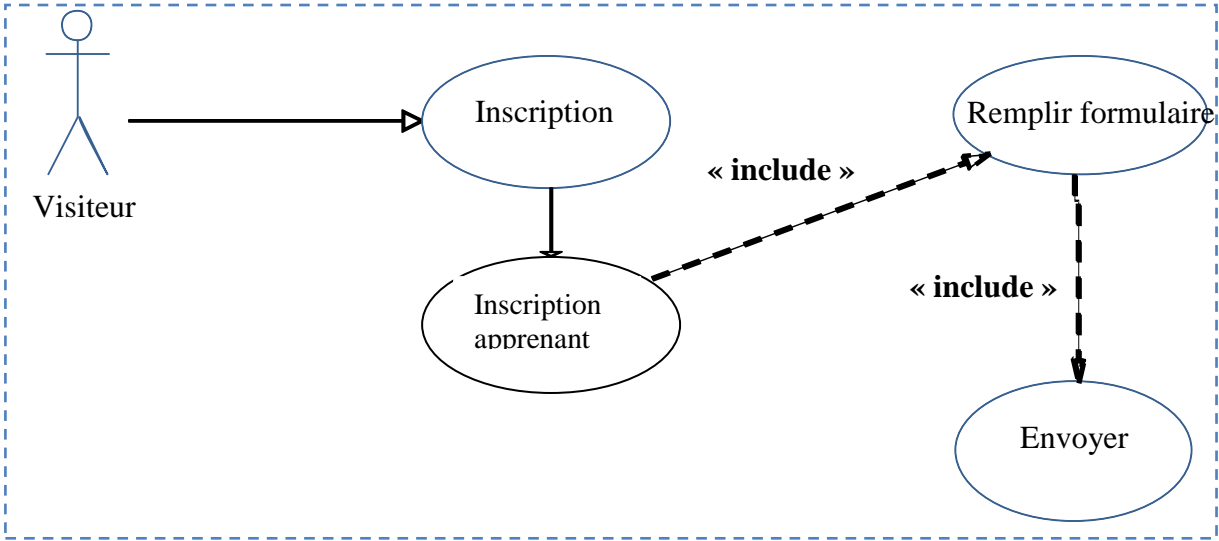 Inscription
Remplir formulaire
« include »
Visiteur
« include »
Inscription
apprenant
Envoyer